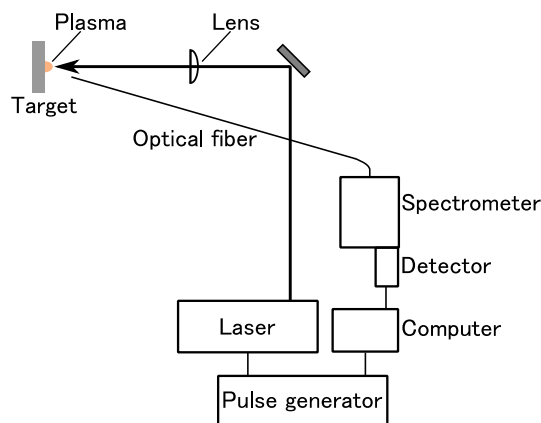 Plasma
Lens
Target
Optical fiber
Spectrometer
Detector
Laser
Computer
Pulse generator